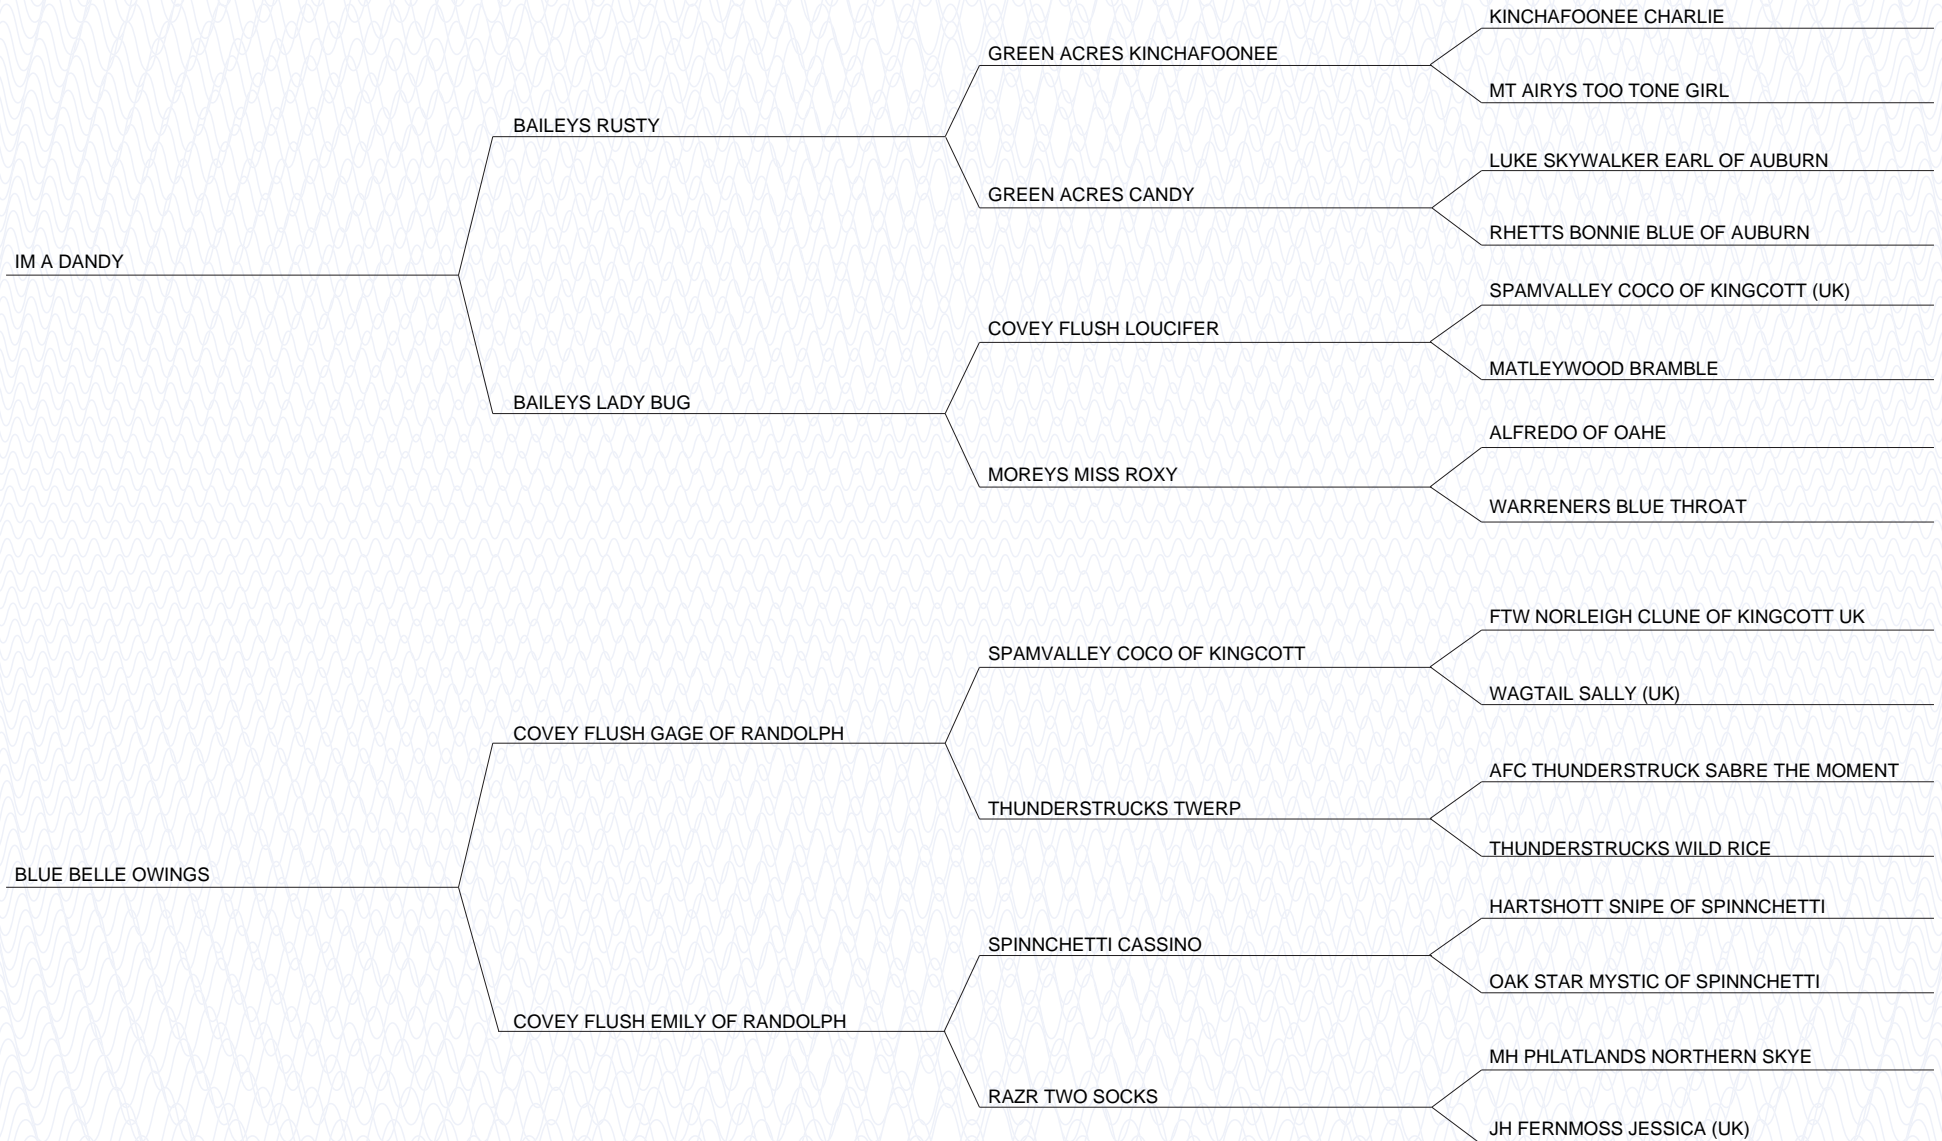 KINCHAFOONEE CHARLIE
GREEN ACRES KINCHAFOONEE
MT AIRYS TOO TONE GIRL
BAILEYS RUSTY
LUKE SKYWALKER EARL OF AUBURN
GREEN ACRES CANDY
RHETTS BONNIE BLUE OF AUBURN
IM A DANDY
SPAMVALLEY COCO OF KINGCOTT (UK)
COVEY FLUSH LOUCIFER
MATLEYWOOD BRAMBLE
BAILEYS LADY BUG
ALFREDO OF OAHE
MOREYS MISS ROXY
WARRENERS BLUE THROAT
FTW NORLEIGH CLUNE OF KINGCOTT UK
SPAMVALLEY COCO OF KINGCOTT
WAGTAIL SALLY (UK)
COVEY FLUSH GAGE OF RANDOLPH
AFC THUNDERSTRUCK SABRE THE MOMENT
THUNDERSTRUCKS TWERP
THUNDERSTRUCKS WILD RICE
BLUE BELLE OWINGS
HARTSHOTT SNIPE OF SPINNCHETTI
SPINNCHETTI CASSINO
OAK STAR MYSTIC OF SPINNCHETTI
COVEY FLUSH EMILY OF RANDOLPH
MH PHLATLANDS NORTHERN SKYE
RAZR TWO SOCKS
JH FERNMOSS JESSICA (UK)